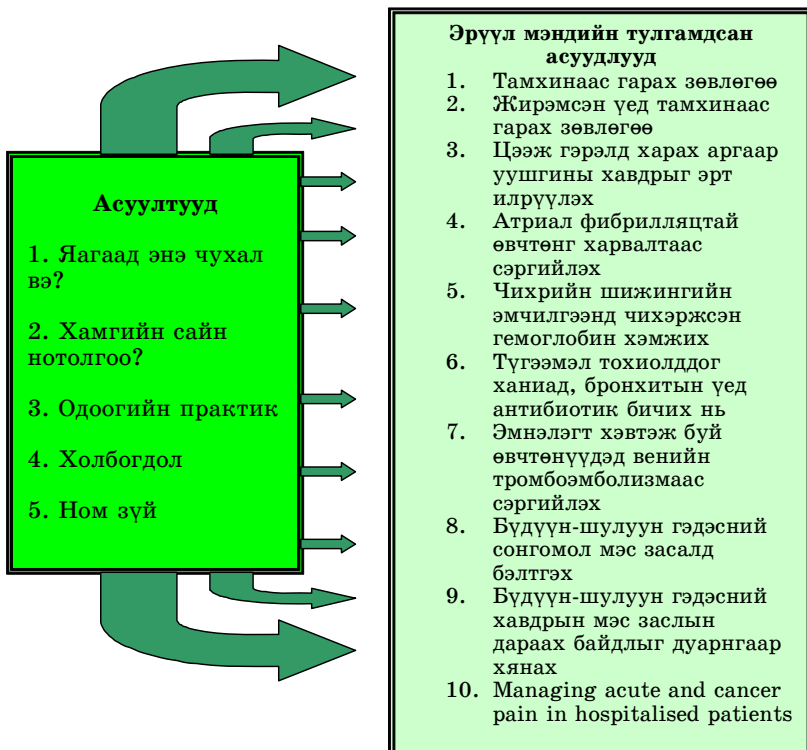 Асуултууд
1. Яагаад энэ чухал
вэ?
2. Хамгийн сайн
нотолгоо?
3. Одоогийн практик
4. Холбогдол
5. Ном зүй
Эрүүл мэндийн тулгамдсан
асуудлууд
1. Тамхинаас гарах зөвлөгөө
2. Жирэмсэн үед тамхинаас
гарах зөвлөгөө
3. Цээж гэрэлд харах аргаар
уушгины хавдрыг эрт
илрүүлэх
4. Атриал фибрилляцтай
өвчтөнг харвалтаас
сэргийлэх
5. Чихрийн шижингийн
эмчилгээнд чихэржсэн
гемоглобин хэмжих
6. Түгээмэл тохиолддог
ханиад, бронхитын үед
антибиотик бичих нь
7. Эмнэлэгт хэвтэж буй
өвчтөнүүдэд венийн
тромбоэмболизмаас
сэргийлэх
8. Бүдүүн-шулуун гэдэсний
сонгомол мэс засалд
бэлтгэх
9. Бүдүүн-шулуун гэдэсний
хавдрын мэс заслын
дараах байдлыг дуарнгаар
хянах
10. Managing acute and cancer
pain in hospitalised patients